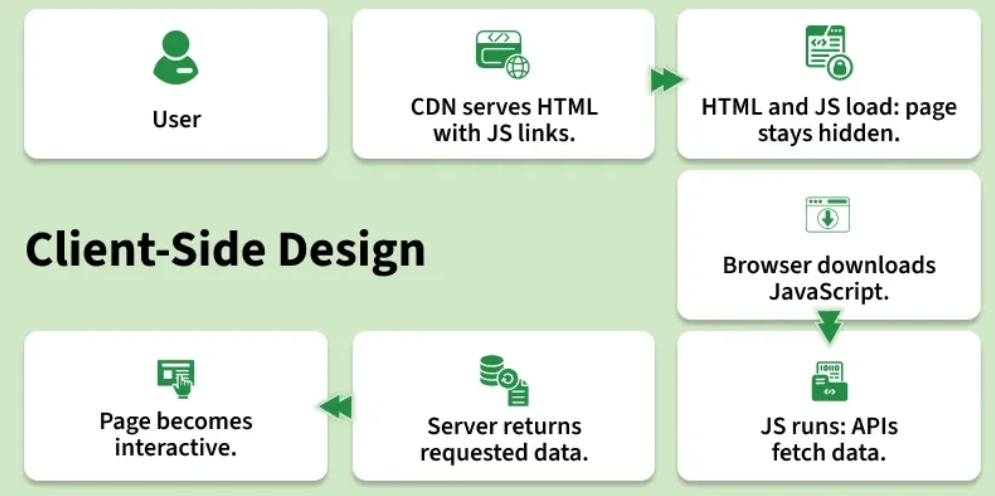 User
CDN serves HTML
with JS links.
HTML and JS load: page
stays hidden.
Client-Side Design
Browser downloads
JavaScript.
JS runs: APIs
fetch data.
Server returns
requested data.
Page becomes
interactive.